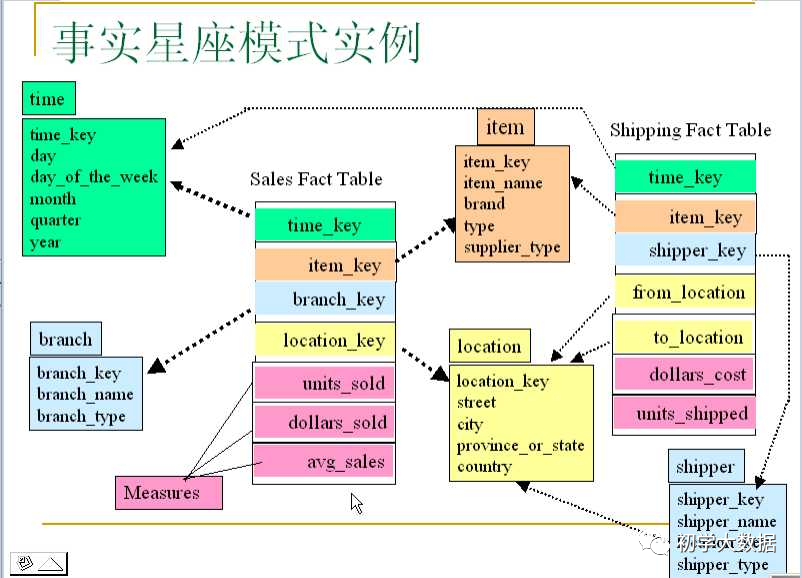 事实星座模式实例
time
time_key
day
day_of_the_week
month
quarter
year
Sales Fact Table
time_key
item_key
branch_key
location_key
units_sold
dollars_sold
avg_sales
branch
branch_key
branch_name
branch_type
Measures
item
item_key
item_name
brand
type
supplier_type
location
location_key
street
city
province_or_state
country
Shipping Fact Table
time_key
item_key
shipper_key
from_location
to_location
dollars_cost
units_shipped
shipper
shipper_key
shipper_name
shipper_type
初学大数据